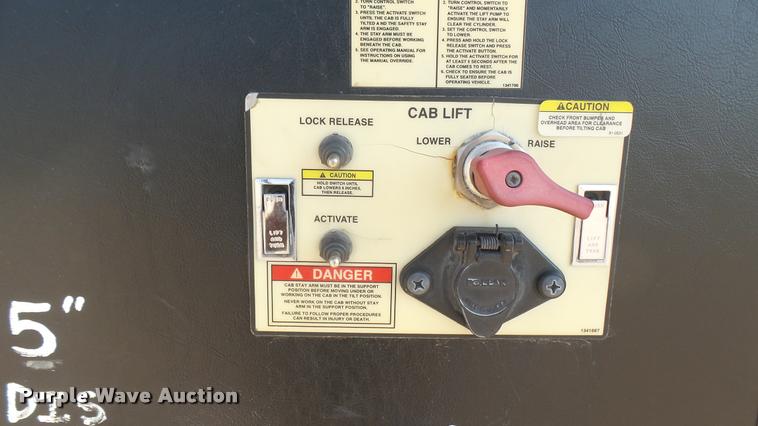 2. TURN CONTROL SWITCH
TO "RAISE".
3. PRESS THE ACTIVATE SWITCH
UNTIL THE CAB IS FULLY
TILTED AND THE SAFETY STAY
ARM IS ENGAGED.
4. THE STAY ARM MUST BE
ENGAGED BEFORE WORKING
BENEATH THE CAB.
5. SEE OPERATING MANUAL FOR
INSTRUCTIONS ON USING
THE MANUAL OVERRIDE.
2. TURN CONTROL SWITCH TO
"RAISE" AND MOMENTARILY
ACTIVATE THE LIFT PUMP TO
ENSURE THE STAY ARM WILL
CLEAR THE CYLINDER.
3. SET THE CONTROL SWITCH
TO LOWER.
4. PRESS AND HOLD THE LOCK
RELEASE SWITCH AND PRESS
THE ACTIVATE BUTTON.
5. HOLD THE ACTIVATE SWITCH FOR
AT LEAST 5 SECONDS AFTER THE
CAB COMES TO REST.
6. CHECK TO ENSURE THE CAB IS
FULLY SEATED BEFORE
OPERATING VEHICLE.
CAB LIFT
LOCK RELEASE
LOWER
RAISE
CAUTION
CHECK FRONT BUMPER AND
OVERHEAD AREA FOR CLEARANCE
BEFORE TILTING CAB
CAUTION
HOLD SWITCH UNTIL
CAB LOWERS 6 INCHES,
THEN RELEASE.
ACTIVATE
LIFT
AND
TURN
LIFT
AND
TURN
DANGER
CAB STAY ARM MUST BE IN THE SUPPORT
POSITION BEFORE MOVING UNDER OR
WORKING ON THE CAB IN THE TILT POSITION.
NEVER WORK ON THE CAB WITHOUT STAY
ARM IN THE SUPPORT POSITION.
FAILURE TO FOLLOW PROPER PROCEDURES
CAN RESULT IN INJURY OR DEATH.
1341667
5"
DIS
Purple Wave Auction